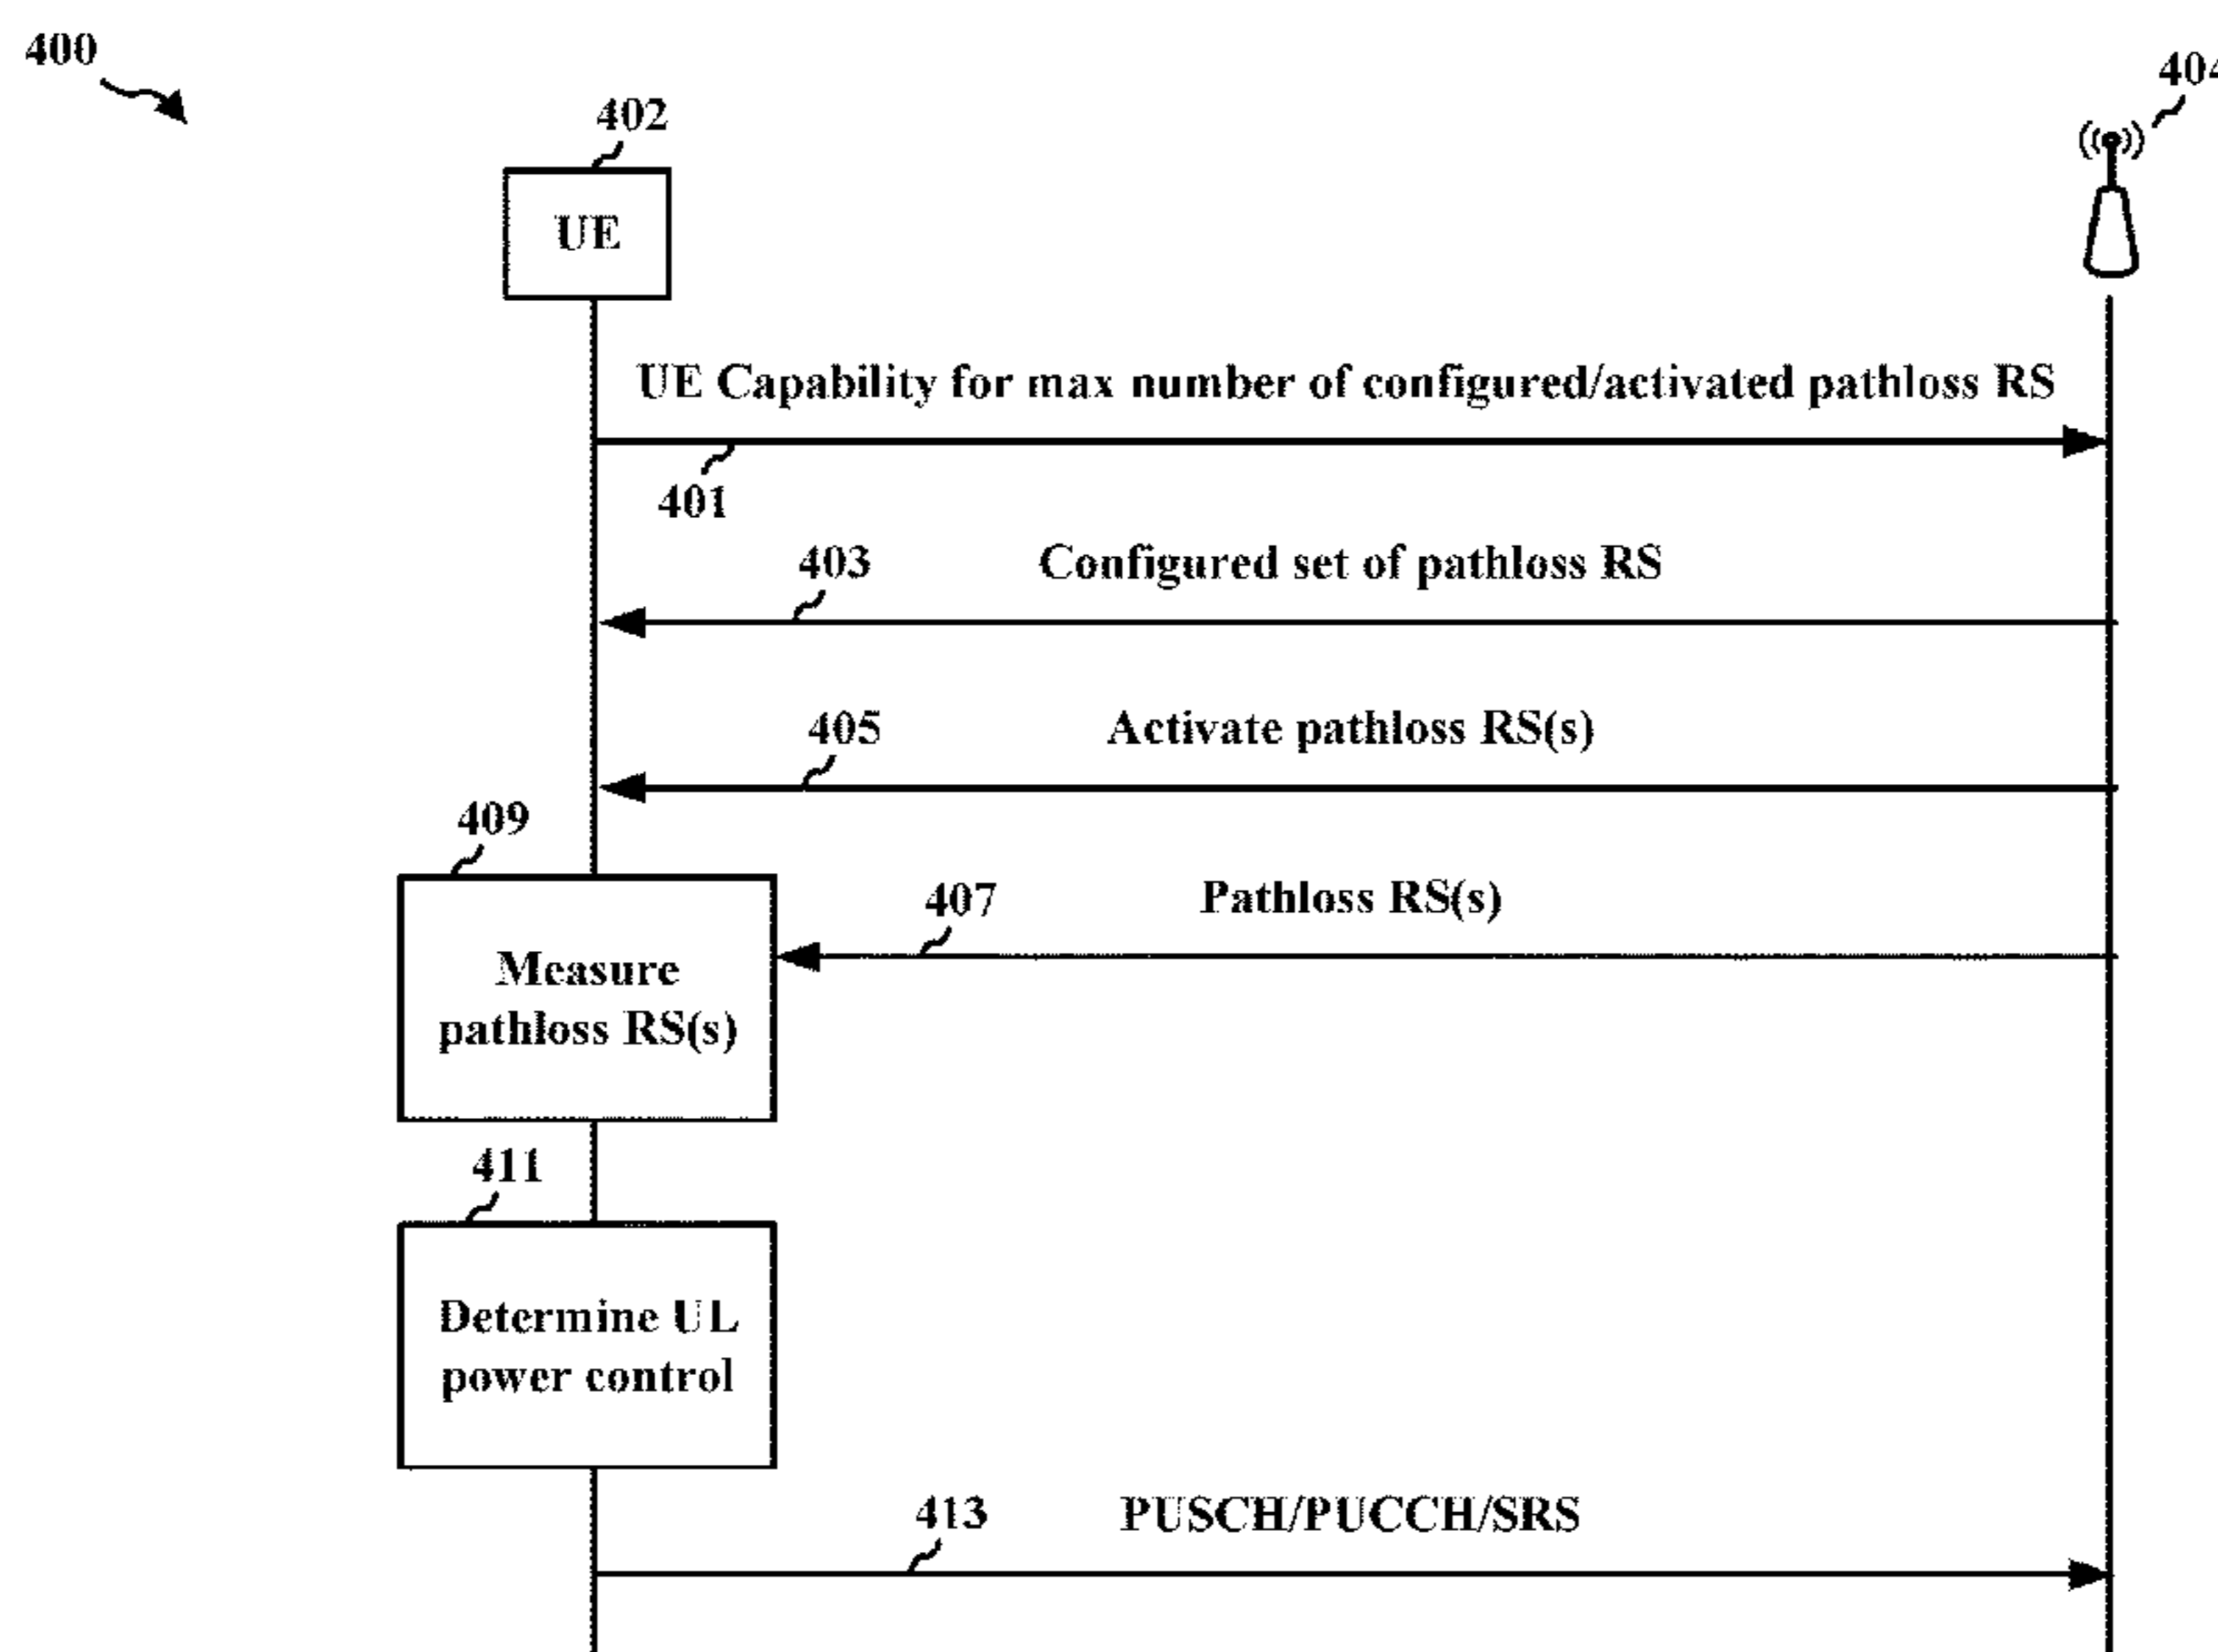 400
404
402
UE
UE Capability for max number of configured/activated pathloss RS
401
403
Configured set of pathloss RS
405
Activate pathloss RS(s)
409
407
Pathloss RS(s)
Measure
pathloss RS(s)
411
Determine UL
power control
413
PUSCH/PUCCH/SRS